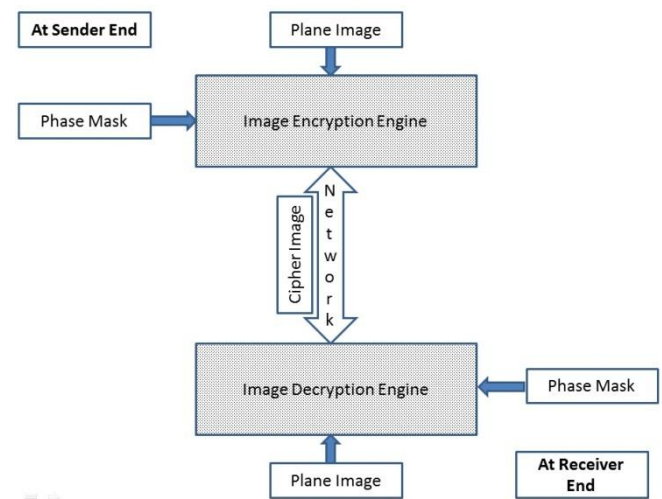 At Sender End
Plane Image
Phase Mask
Image Encryption Engine
Cipher Image
Network
Image Decryption Engine
Phase Mask
Plane Image
At Receiver
End